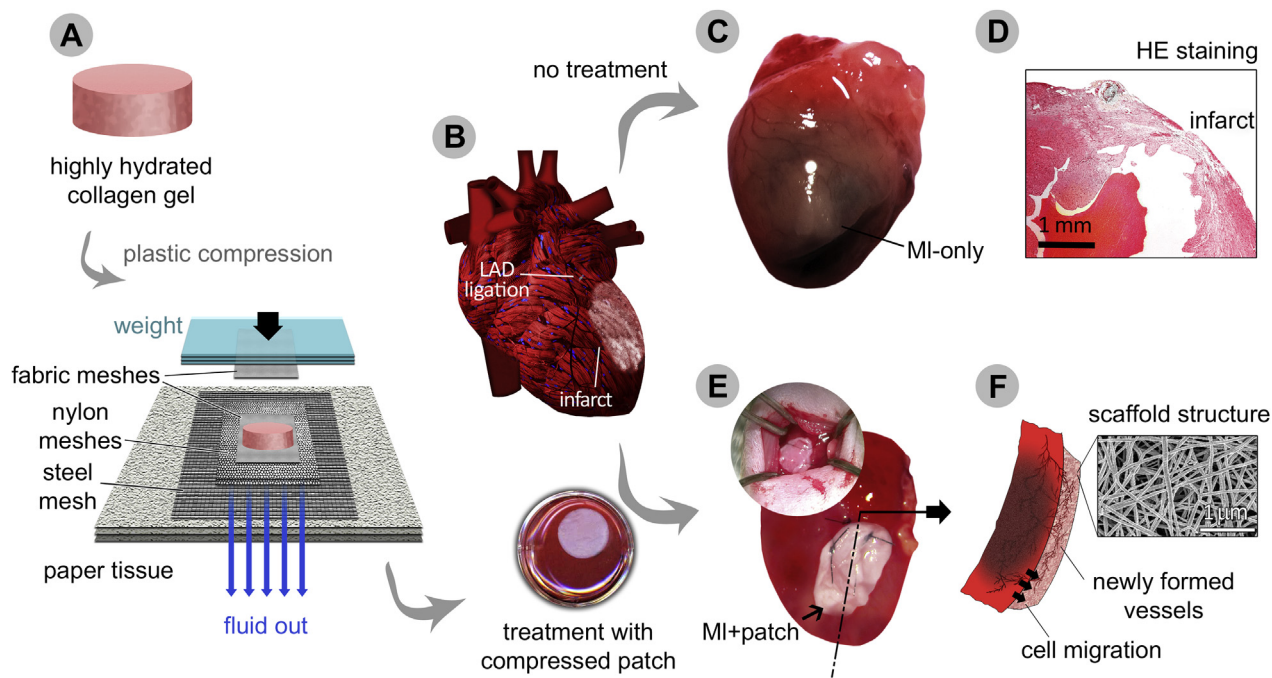 A
highly hydrated
collagen gel
plastic compression
weight
fabric meshes
nylon
meshes
steel
mesh
paper tissue
fluid out
B
LAD
ligation
infarct
no treatment
treatment with
compressed patch
C
MI-only
D
HE staining
infarct
1 mm
E
MI+patch
F
scaffold structure
1 µm
newly formed
vessels
cell migration